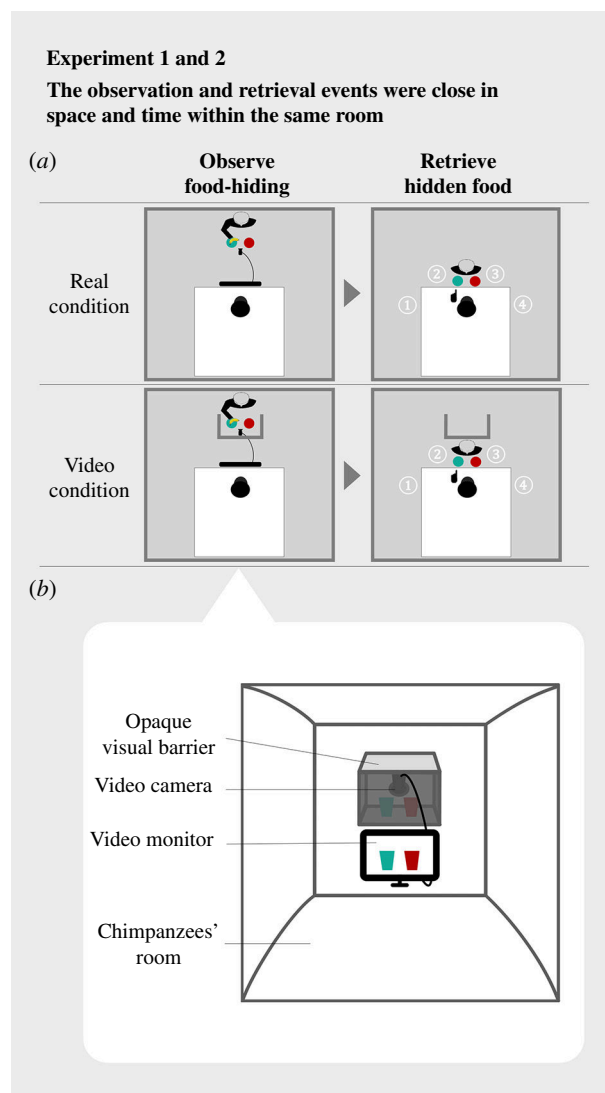 Experiment 1 and 2
The observation and retrieval events were close in
space and time within the same room
(a)
Observe
food-hiding
Retrieve
hidden food
Real
condition
② ③
① ④
Video
condition
② ③
① ④
(b)
Opaque
visual barrier
Video camera
Video monitor
Chimpanzees’
room